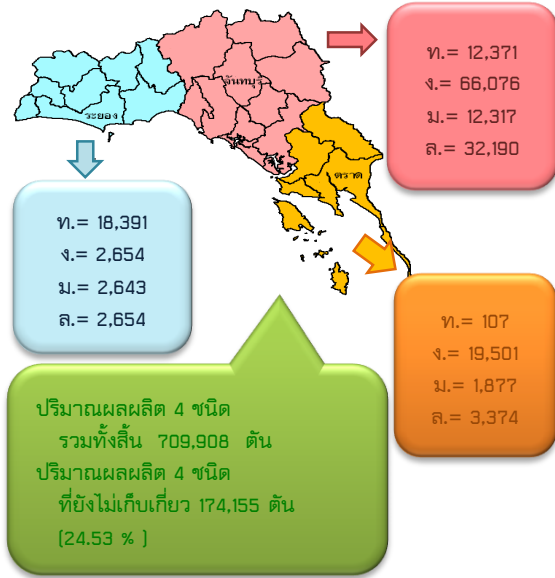 ท.= 12,371
ง.= 66,076
ม.= 12,317
ล.= 32,190
จันทบุรี
ระยอง
ตราด
ท.= 18,391
ง.= 2,654
ม.= 2,643
ล.= 2,654
ท.= 107
ง.= 19,501
ม.= 1,877
ล.= 3,374
ปริมาณผลผลิต 4 ชนิด
รวมทั้งสิ้น 709,908 ตัน
ปริมาณผลผลิต 4 ชนิด
ที่ยังไม่เก็บเกี่ยว 174,155 ตัน
(24.53 % )